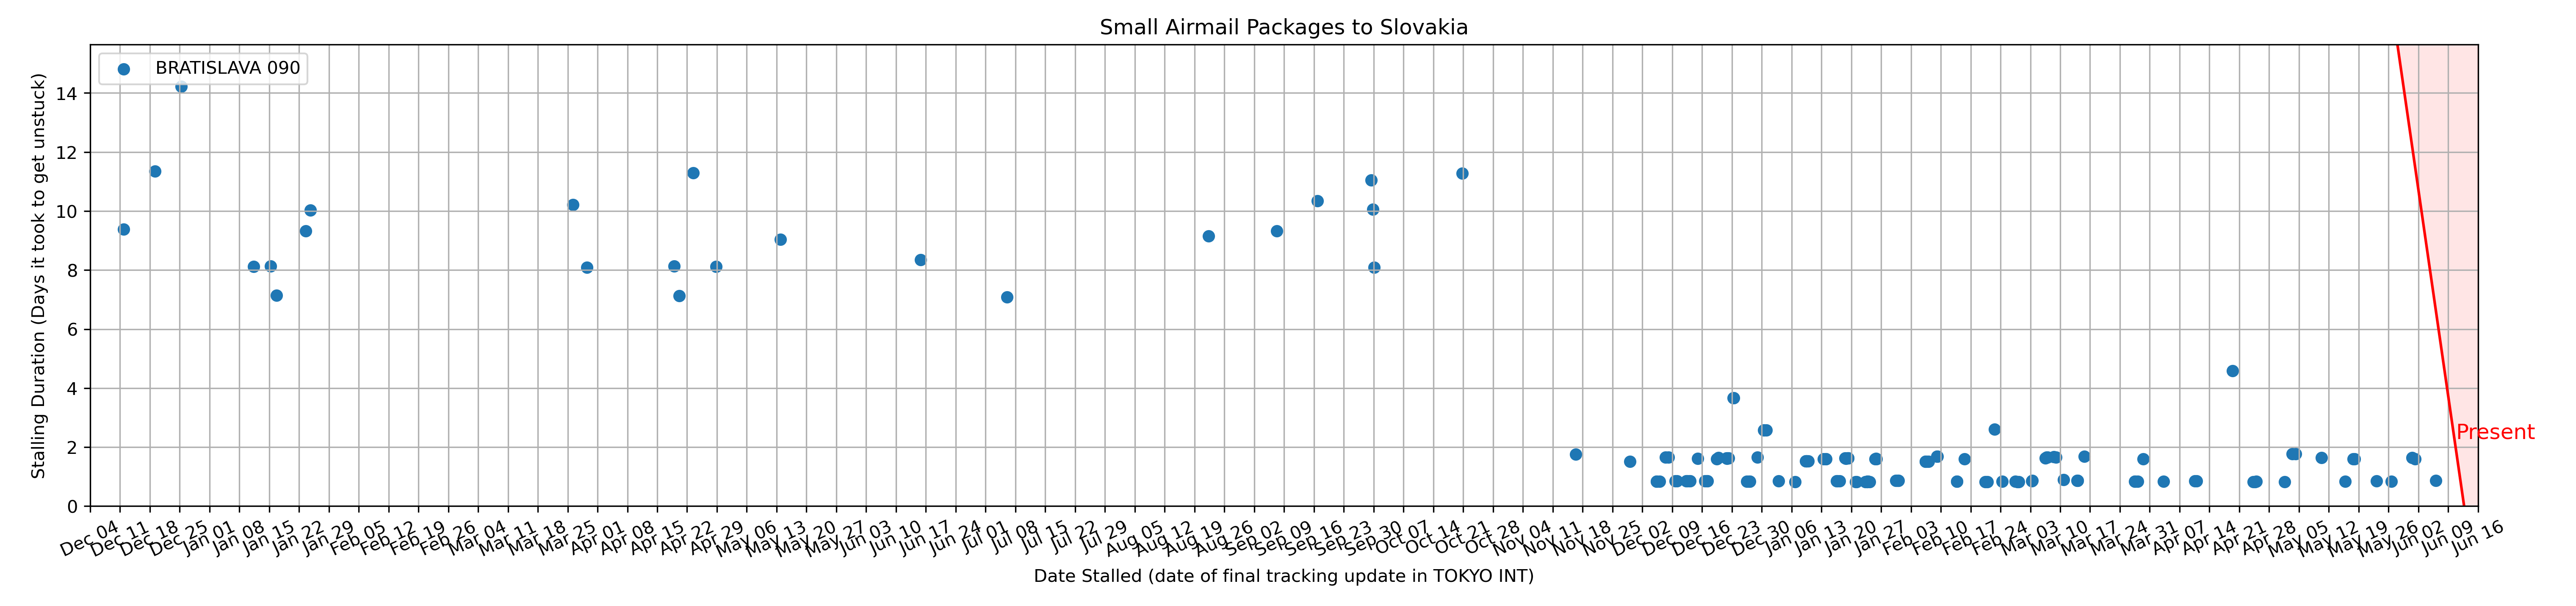 Small Airmail Packages to Slovakia
BRATISLAVA 090
Stalling Duration (Days it took to get unstuck)
14
12
10
8
6
4
2
0
Present
Dec 04
Dec 11
Dec 18
Dec 25
Jan 01
Jan 08
Jan 15
Jan 22
Jan 29
Feb 05
Feb 12
Feb 19
Feb 26
Mar 04
Mar 11
Mar 18
Mar 25
Apr 01
Apr 08
Apr 15
Apr 22
Apr 29
May 06
May 13
May 20
May 27
Jun 03
Jun 10
Jun 17
Jun 24
Jul 01
Jul 08
Jul 15
Jul 22
Jul 29
Aug 05
Aug 12
Aug 19
Aug 26
Sep 02
Sep 09
Sep 16
Sep 23
Sep 30
Oct 07
Oct 14
Oct 21
Oct 28
Nov 04
Nov 11
Nov 18
Nov 25
Dec 02
Dec 09
Dec 16
Dec 23
Dec 30
Jan 06
Jan 13
Jan 20
Jan 27
Feb 03
Feb 10
Feb 17
Feb 24
Mar 03
Mar 10
Mar 17
Mar 24
Mar 31
Apr 07
Apr 14
Apr 21
Apr 28
May 05
May 12
May 19
May 26
Jun 02
Jun 09
Jun 16
Date Stalled (date of final tracking update in TOKYO INT)